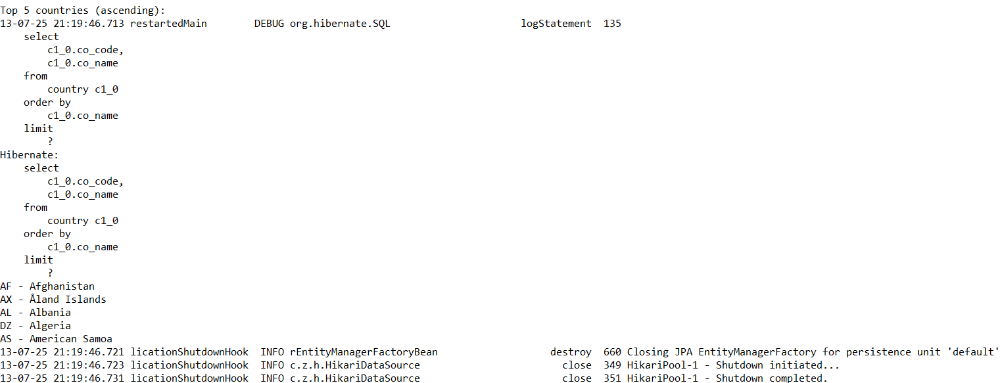 Top 5 countries (ascending):
13-07-25 21:19:46.713 restartedMain        DEBUG org.hibernate.SQL                      logStatement  135
    select
        c1_0.co_code,
        c1_0.co_name
    from
        country c1_0
    order by
        c1_0.co_name
    limit
        ?
Hibernate:
    select
        c1_0.co_code,
        c1_0.co_name
    from
        country c1_0
    order by
        c1_0.co_name
    limit
        ?
AF - Afghanistan
AX - Åland Islands
AL - Albania
DZ - Algeria
AS - American Samoa
13-07-25 21:19:46.721 licationShutdownHook  INFO rEntityManagerFactoryBean                   destroy  660 Closing JPA EntityManagerFactory for persistence unit 'default'
13-07-25 21:19:46.723 licationShutdownHook  INFO c.z.h.HikariDataSource                        close  349 HikariPool-1 - Shutdown initiated...
13-07-25 21:19:46.731 licationShutdownHook  INFO c.z.h.HikariDataSource                        close  351 HikariPool-1 - Shutdown completed.